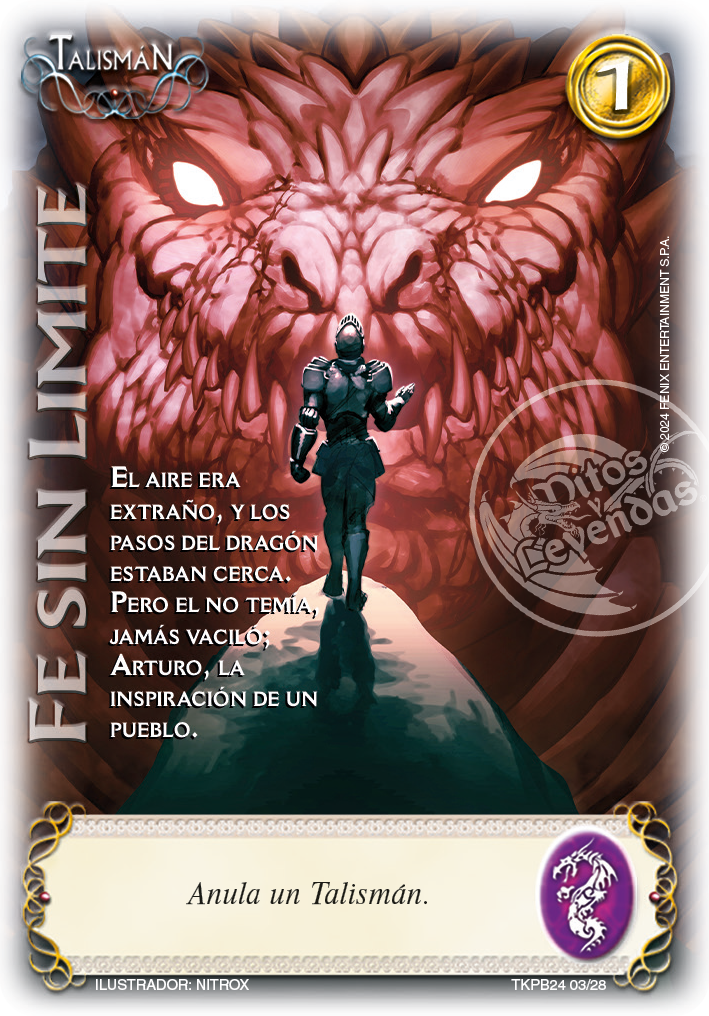 Talismán
1
Fe sin Limite
© 2024 FENIX ENTERTAINMENT S.P.A.
Mitos
y
Leyendas
El aire era
extraño, y los
pasos del dragón
estaban cerca.
Pero el no temía,
jamás vaciló;
Arturo, la
inspiración de un
pueblo.
Anula un Talismán.
ILUSTRADOR: NITROX
TKPB24 03/28